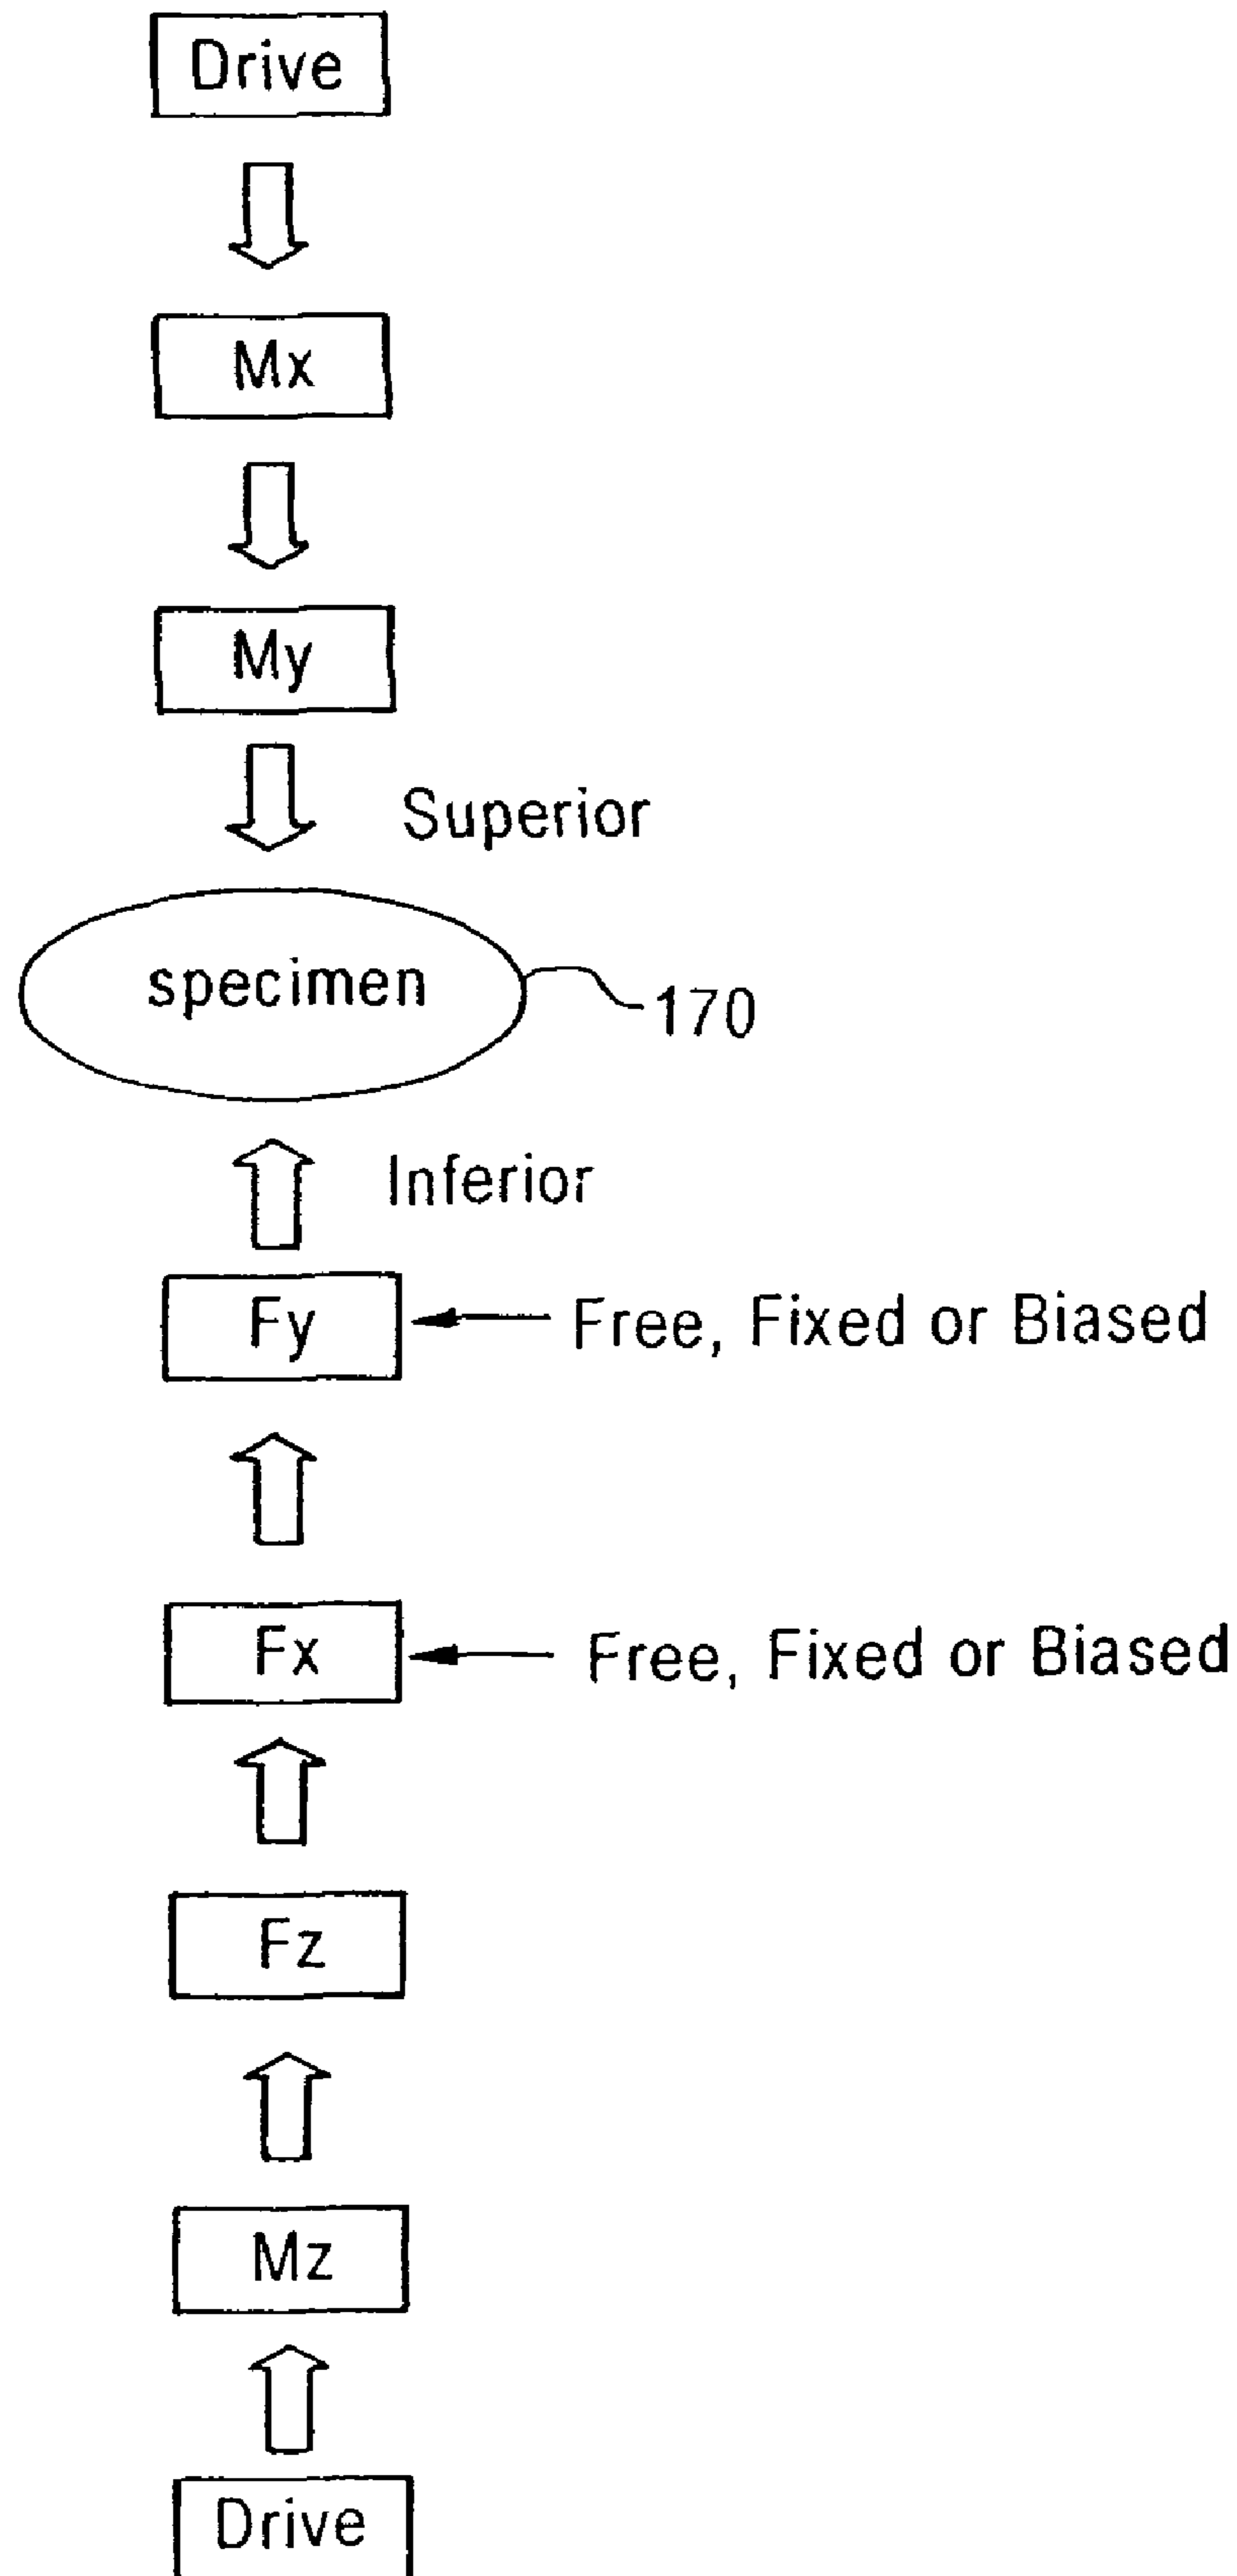 Drive
Mx
My
Superior
specimen
170
Inferior
Fy
Free, Fixed or Biased
Fx
Free, Fixed or Biased
Fz
Mz
Drive